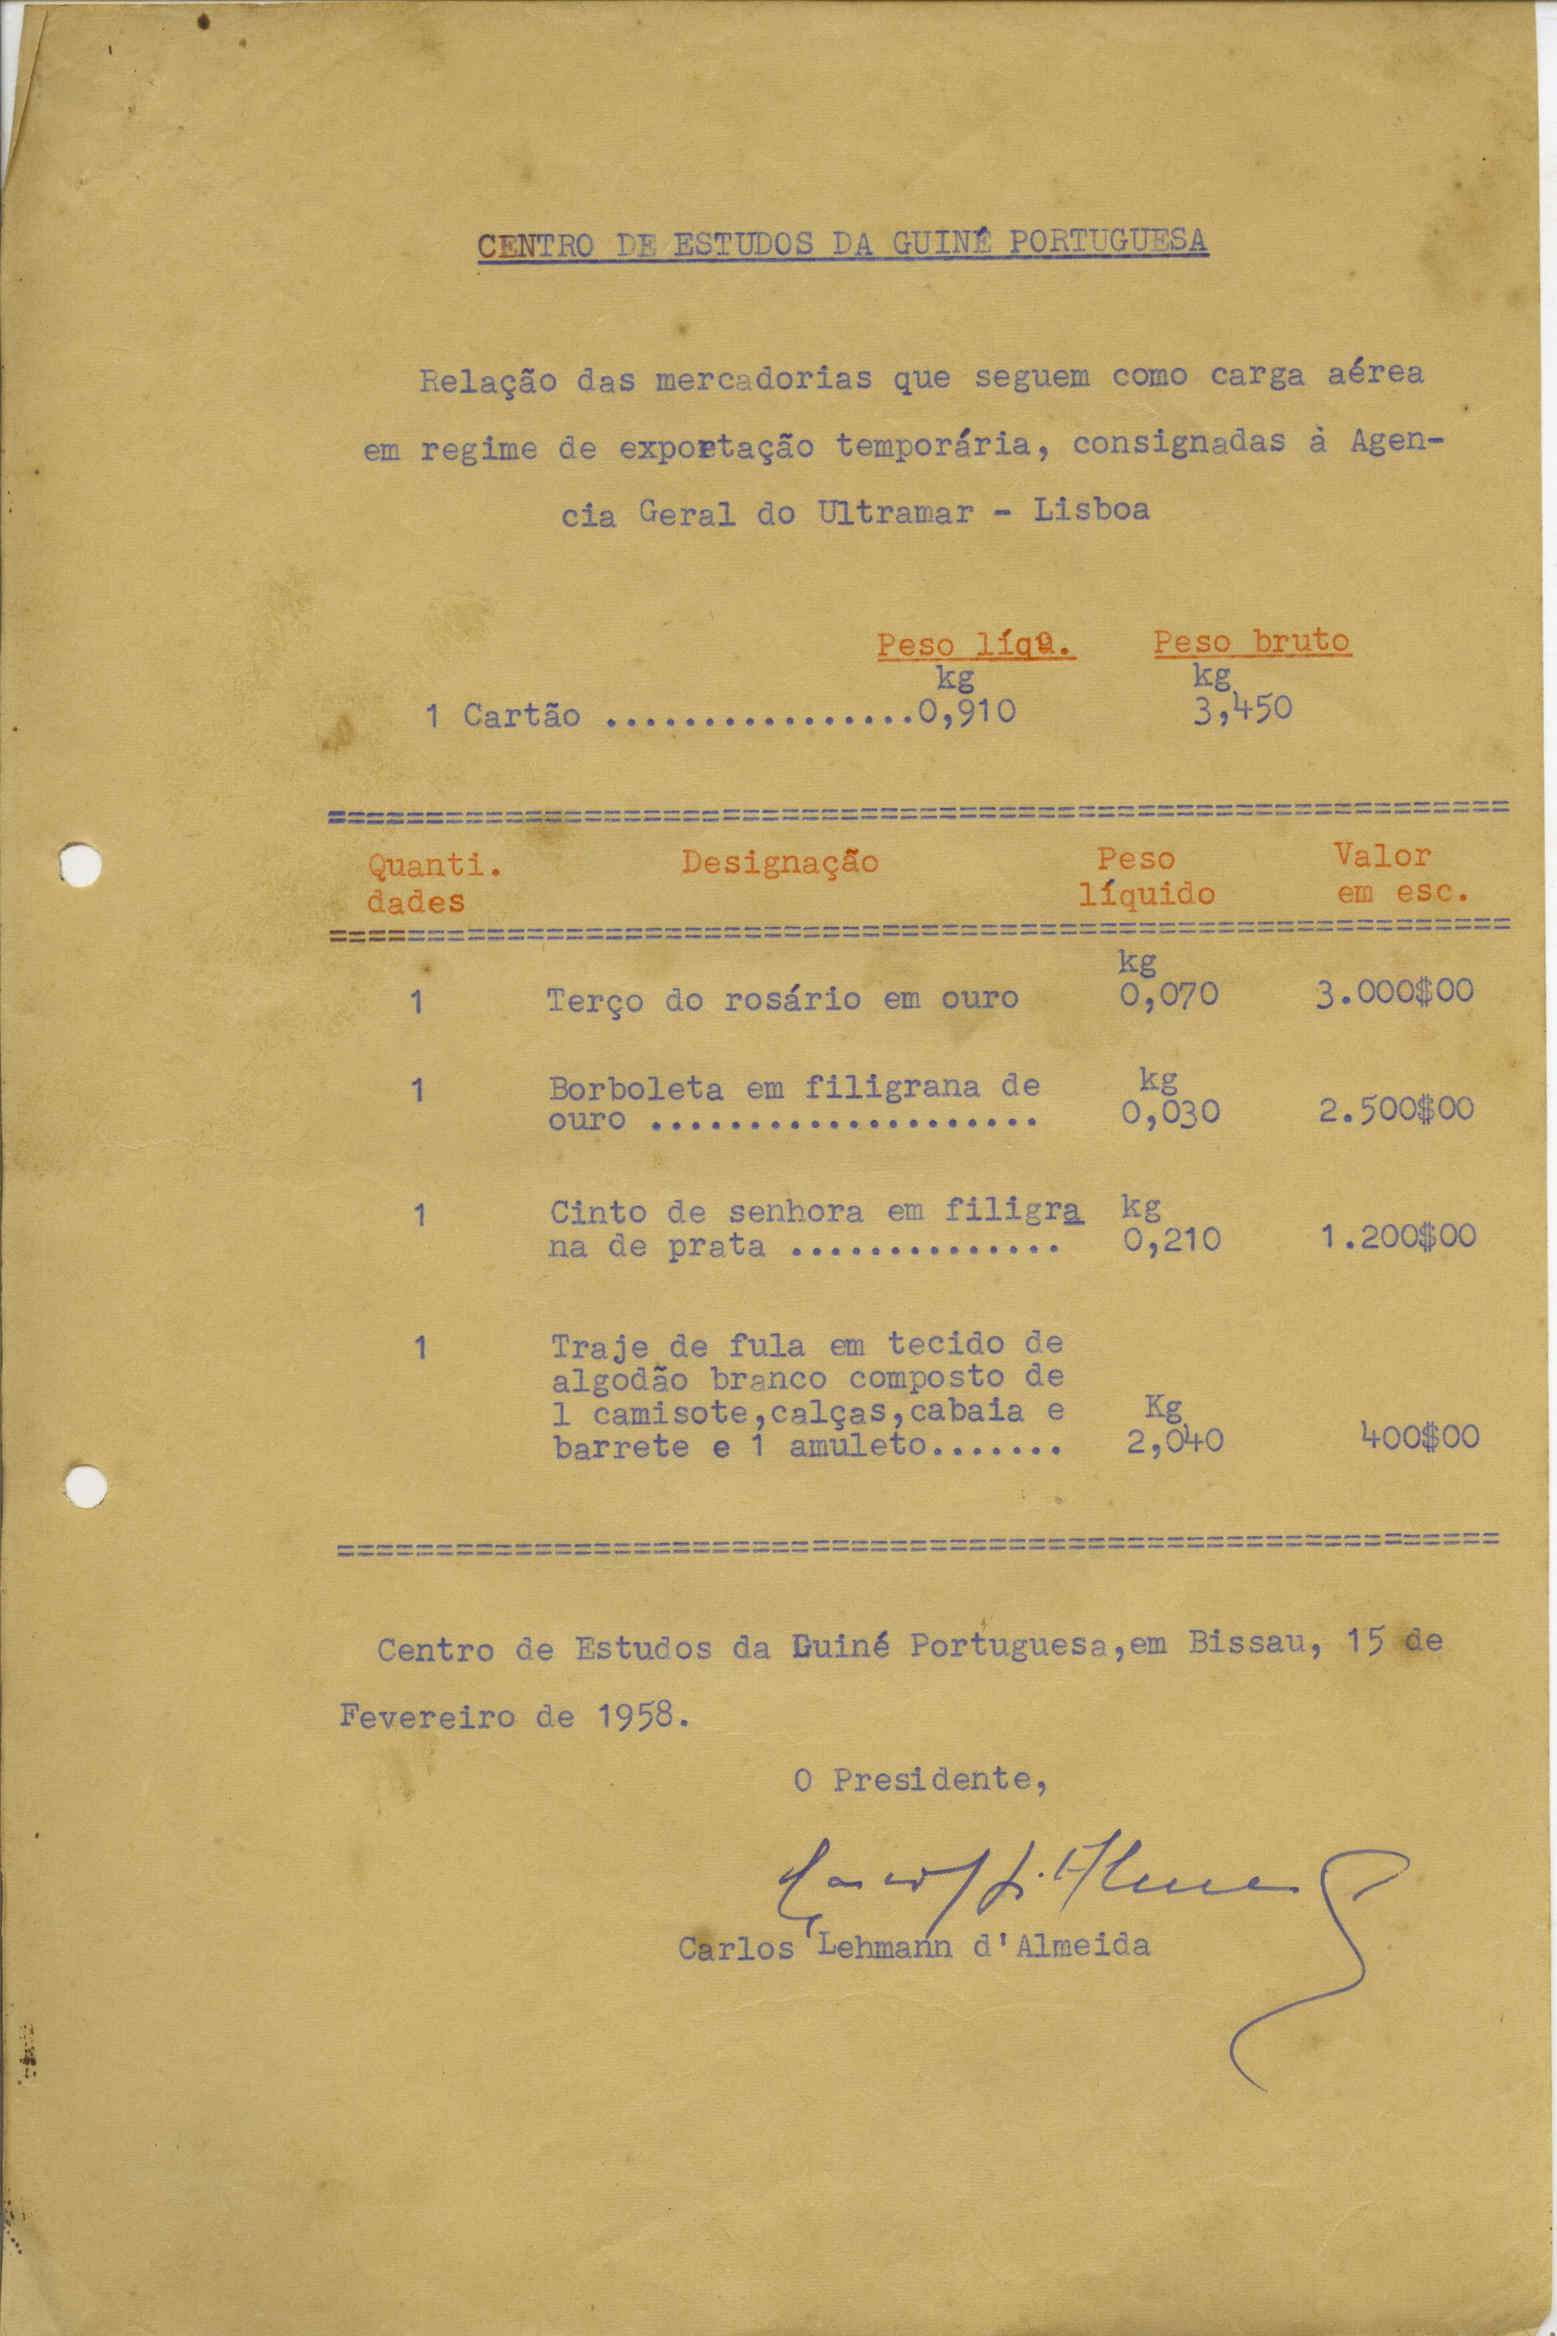 CENTRO DE ESTUDOS DA GUINÉ PORTUGUESA
Relação das mercadorias que seguem como carga aérea
em regime de exportação temporária, consignadas à Agen-
cia Geral do Ultramar - Lisboa
Peso líqº. Peso bruto
kg kg
1 Cartão ................0,910 3,450
============================================================
Quanti. Designação Peso Valor
dades líquido em esc.
============================================================
kg
1 Terço do rosário em ouro 0,070 3.000$00
1 Borboleta em filigrana de kg
ouro .................... 0,030 2.500$00
1 Cinto de senhora em filigra kg
na de prata .............. 0,210 1.200$00
1 Traje de fula em tecido de
algodão branco composto de
1 camisote,calças,cabaia e Kg
barrete e 1 amuleto....... 2,040 400$00
===========================================================
Centro de Estudos da Guiné Portuguesa,em Bissau, 15 de
Fevereiro de 1958.
O Presidente,
Carlos Lehmann d'Almeida